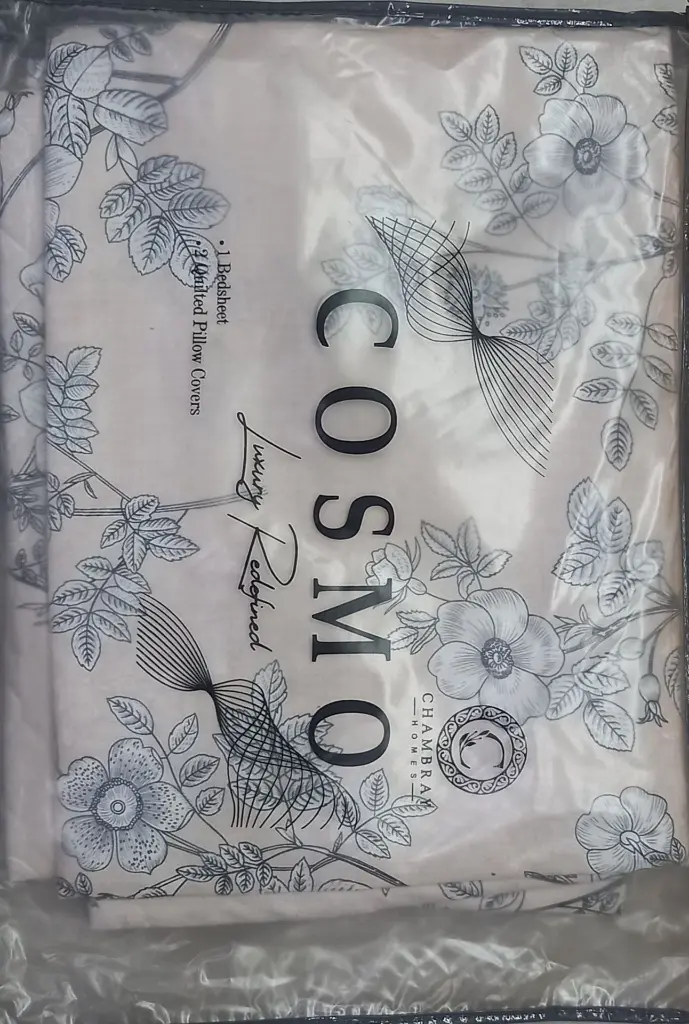 CHAMBRAY
HOMES
COSMO
Luxury Redefined
• 1 Bedsheet
• 2 Quilted Pillow Covers